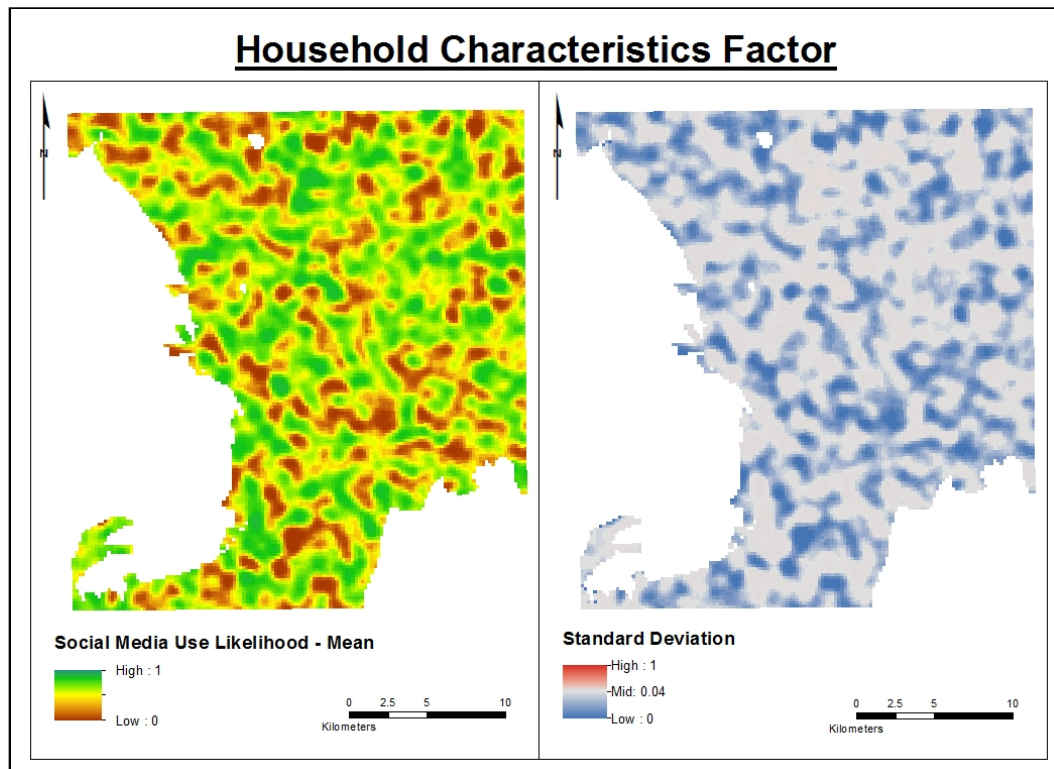 Household Characteristics Factor
N
Social Media Use Likelihood - Mean
High : 1
Low : 0
0 2.5 5 10
Kilometers
N
Standard Deviation
High : 1
Mid: 0.04
Low : 0
0 2.5 5 10
Kilometers